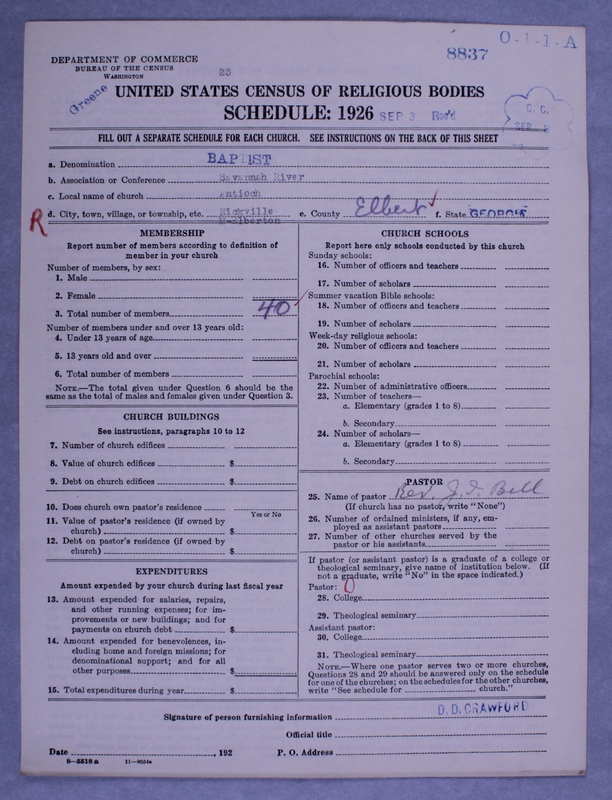 O-1-1-A
8837
DEPARTMENT OF COMMERCE
BUREAU OF THE CENSUS
WASHINGTON
23
Greene
UNITED STATES CENSUS OF RELIGIOUS BODIES
SCHEDULE: 1926 SEP 3 Rec'd
C. C.
SEP
FILL OUT A SEPARATE SCHEDULE FOR EACH CHURCH. SEE INSTRUCTIONS ON THE BACK OF THIS SHEET
a. Denomination BAPTIST
b. Association or Conference Savannah River
c. Local name of church Antioch
R d. City, town, village, or township, etc. e. County Elbert f. State GEORGIA
MEMBERSHIP
Report number of members according to definition of
member in your church
Number of members, by sex:
1. Male
2. Female
3. Total number of members 40
Number of members under and over 13 years old:
4. Under 13 years of age
5. 13 years old and over
6. Total number of members
NOTE.—The total given under Question 6 should be
same as the total of males and females given under Question 3.
CHURCH BUILDINGS
See instructions, paragraphs 10 to 12
7. Number of church edifices
8. Value of church edifices $
9. Debt on church edifices $
10. Does church own pastor's residence
Yes or No
11. Value of pastor's residence (if owned by
church) $
12. Debt on pastor's residence (if owned by
church) $
EXPENDITURES
Amount expended by your church during last fiscal year
13. Amount expended for salaries, repairs,
and other running expenses; for im-
provements or new buildings; and for
payments on church debt $
14. Amount expended for benevolences, in-
cluding home and foreign missions; for
denominational support; and for all
other purposes $
15. Total expenditures during year $
CHURCH SCHOOLS
Report here only schools conducted by this church
Sunday schools:
16. Number of officers and teachers
17. Number of scholars
Summer vacation Bible schools:
18. Number of officers and teachers
19. Number of scholars
Week-day religious schools:
20. Number of officers and teachers
21. Number of scholars
Parochial schools:
22. Number of administrative officers
23. Number of teachers—
a. Elementary (grades 1 to 8)
b. Secondary
24. Number of scholars—
a. Elementary (grades 1 to 8)
b. Secondary
PASTOR
25. Name of pastor Rev. J. I. Bell
(If church has no pastor, write "None")
26. Number of ordained ministers, if any, em-
ployed as assistant pastors
27. Number of other churches served by the
pastor or his assistants
If pastor (or assistant pastor) is a graduate of a college or
theological seminary, give name of institution below. (If
not a graduate, write "No" in the space indicated.)
Pastor:
28. College
29. Theological seminary
Assistant pastor:
30. College
31. Theological seminary
NOTE.—Where one pastor serves two or more churches,
Questions 28 and 29 should be answered only on the schedule
for one of the churches; on the schedules for the other churches,
write "See schedule for church."
Signature of person furnishing information D. D. CRAWFORD
Official title
Date , 192 P. O. Address
8-5518 a 11-9554a